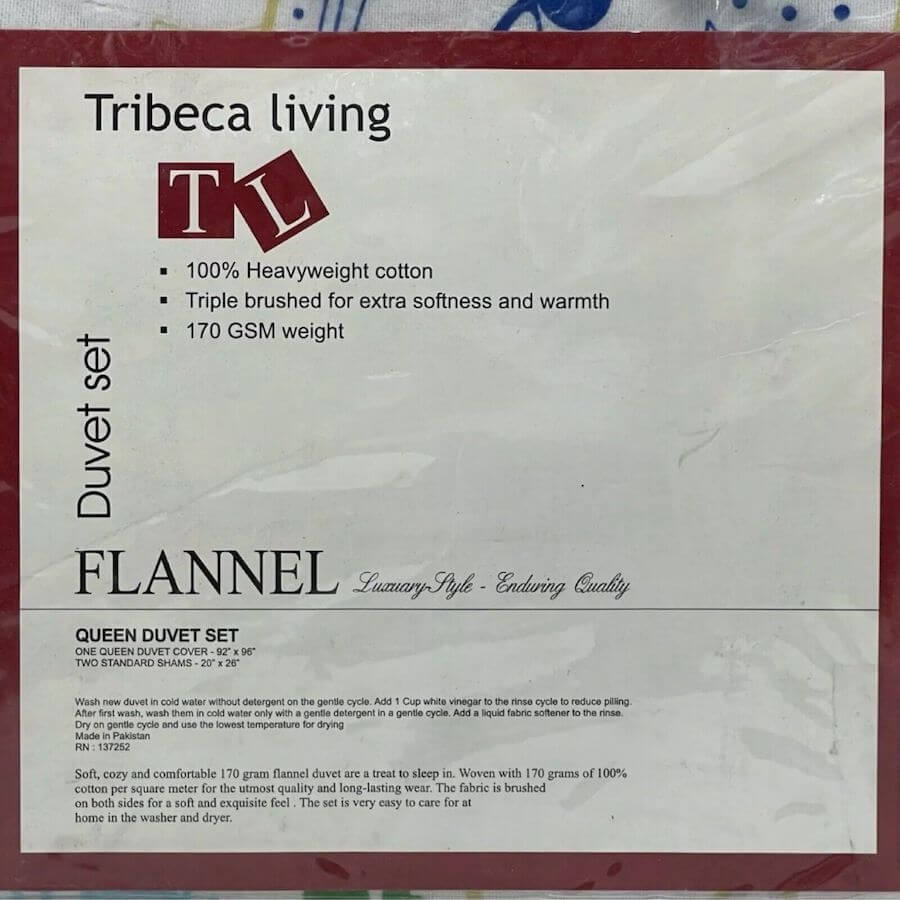 Tribeca living
TL
▪ 100% Heavyweight cotton
▪ Triple brushed for extra softness and warmth
▪ 170 GSM weight
Duvet set
FLANNEL Luxuary Style - Enduring Quality
QUEEN DUVET SET
ONE QUEEN DUVET COVER - 92" x 96"
TWO STANDARD SHAMS - 20" x 26"
Wash new duvet in cold water without detergent on the gentle cycle. Add 1 Cup white vinegar to the rinse cycle to reduce pilling.
After first wash, wash them in cold water only with a gentle detergent in a gentle cycle. Add a liquid fabric softener to the rinse.
Dry on gentle cycle and use the lowest temperature for drying
Made in Pakistan
RN : 137252
Soft, cozy and comfortable 170 gram flannel duvet are a treat to sleep in. Woven with 170 grams of 100%
cotton per square meter for the utmost quality and long-lasting wear. The fabric is brushed
on both sides for a soft and exquisite feel . The set is very easy to care for at
home in the washer and dryer.